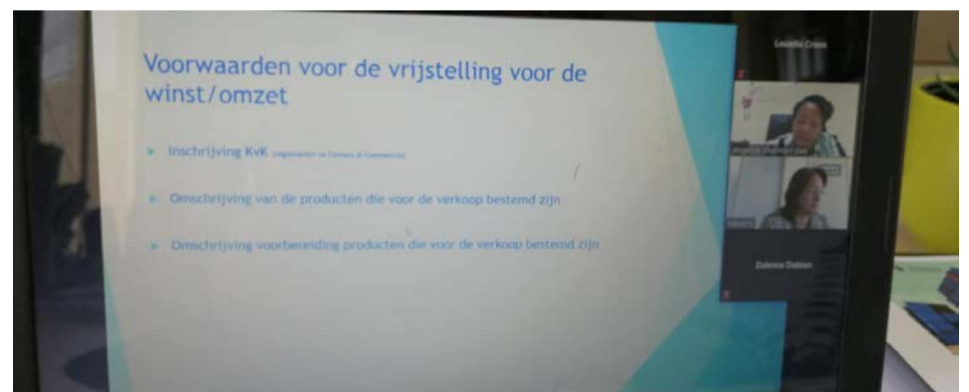 Voorwaarden voor de vrijstelling voor de
winst/omzet
Inschrijving KvK
Omschrijving van de producten die voor de verkoop bestemd zijn
Omschrijving voorbereiding producten die voor de verkoop bestemd zijn
Zulema Dabian